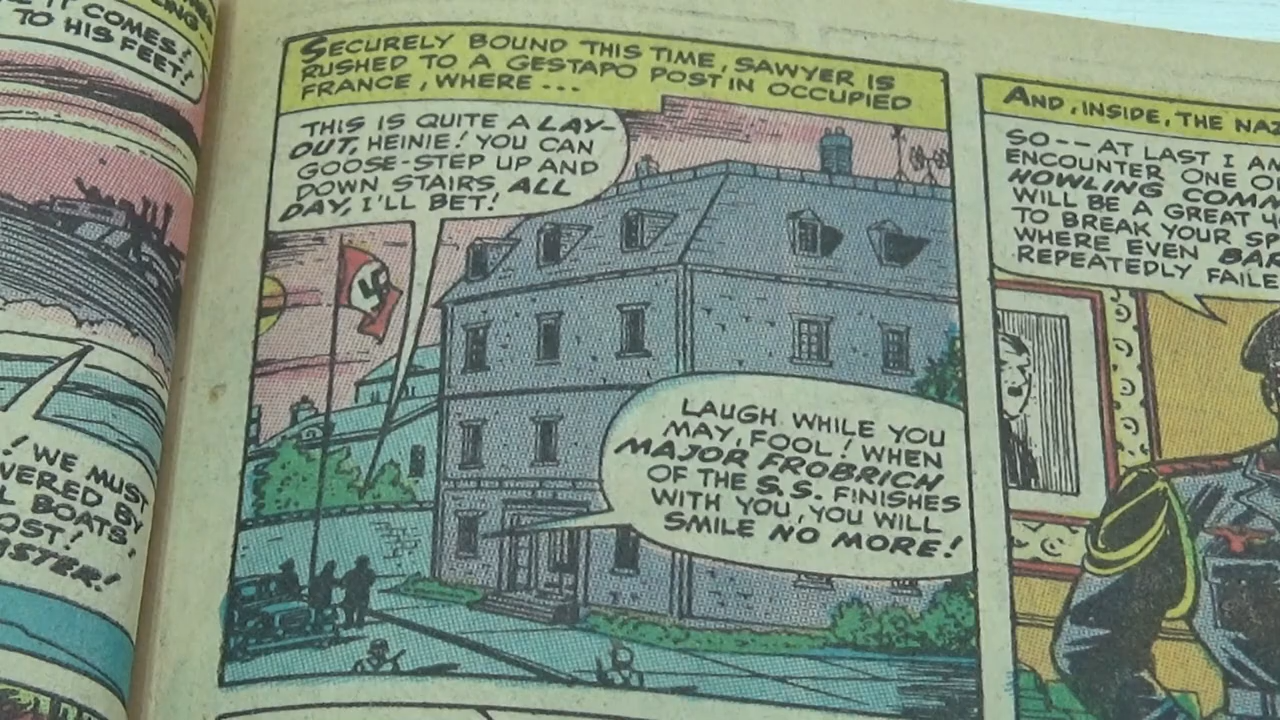 COMES!
TO HIS FEET!
! WE MUST
BOATS,
SECURELY BOUND THIS TIME, SAWYER IS
RUSHED TO A GESTAPO POST IN OCCUPIED
FRANCE, WHERE ---
THIS IS QUITE A LAY-
OUT, HEINIE! YOU CAN
GOOSE-STEP UP AND
DOWN STAIRS ALL
DAY, I'LL BET!
LAUGH WHILE YOU
MAY, FOOL! WHEN
MAJOR FROBRICH
OF THE S.S. FINISHES
WITH YOU, YOU WILL
SMILE NO MORE!
AND, INSIDE, THE
SO-- AT LAST I
ENCOUNTER ONE
HOWLING
WILL BE A GREAT
TO BREAK YOUR
WHERE EVEN
REPEATEDLY